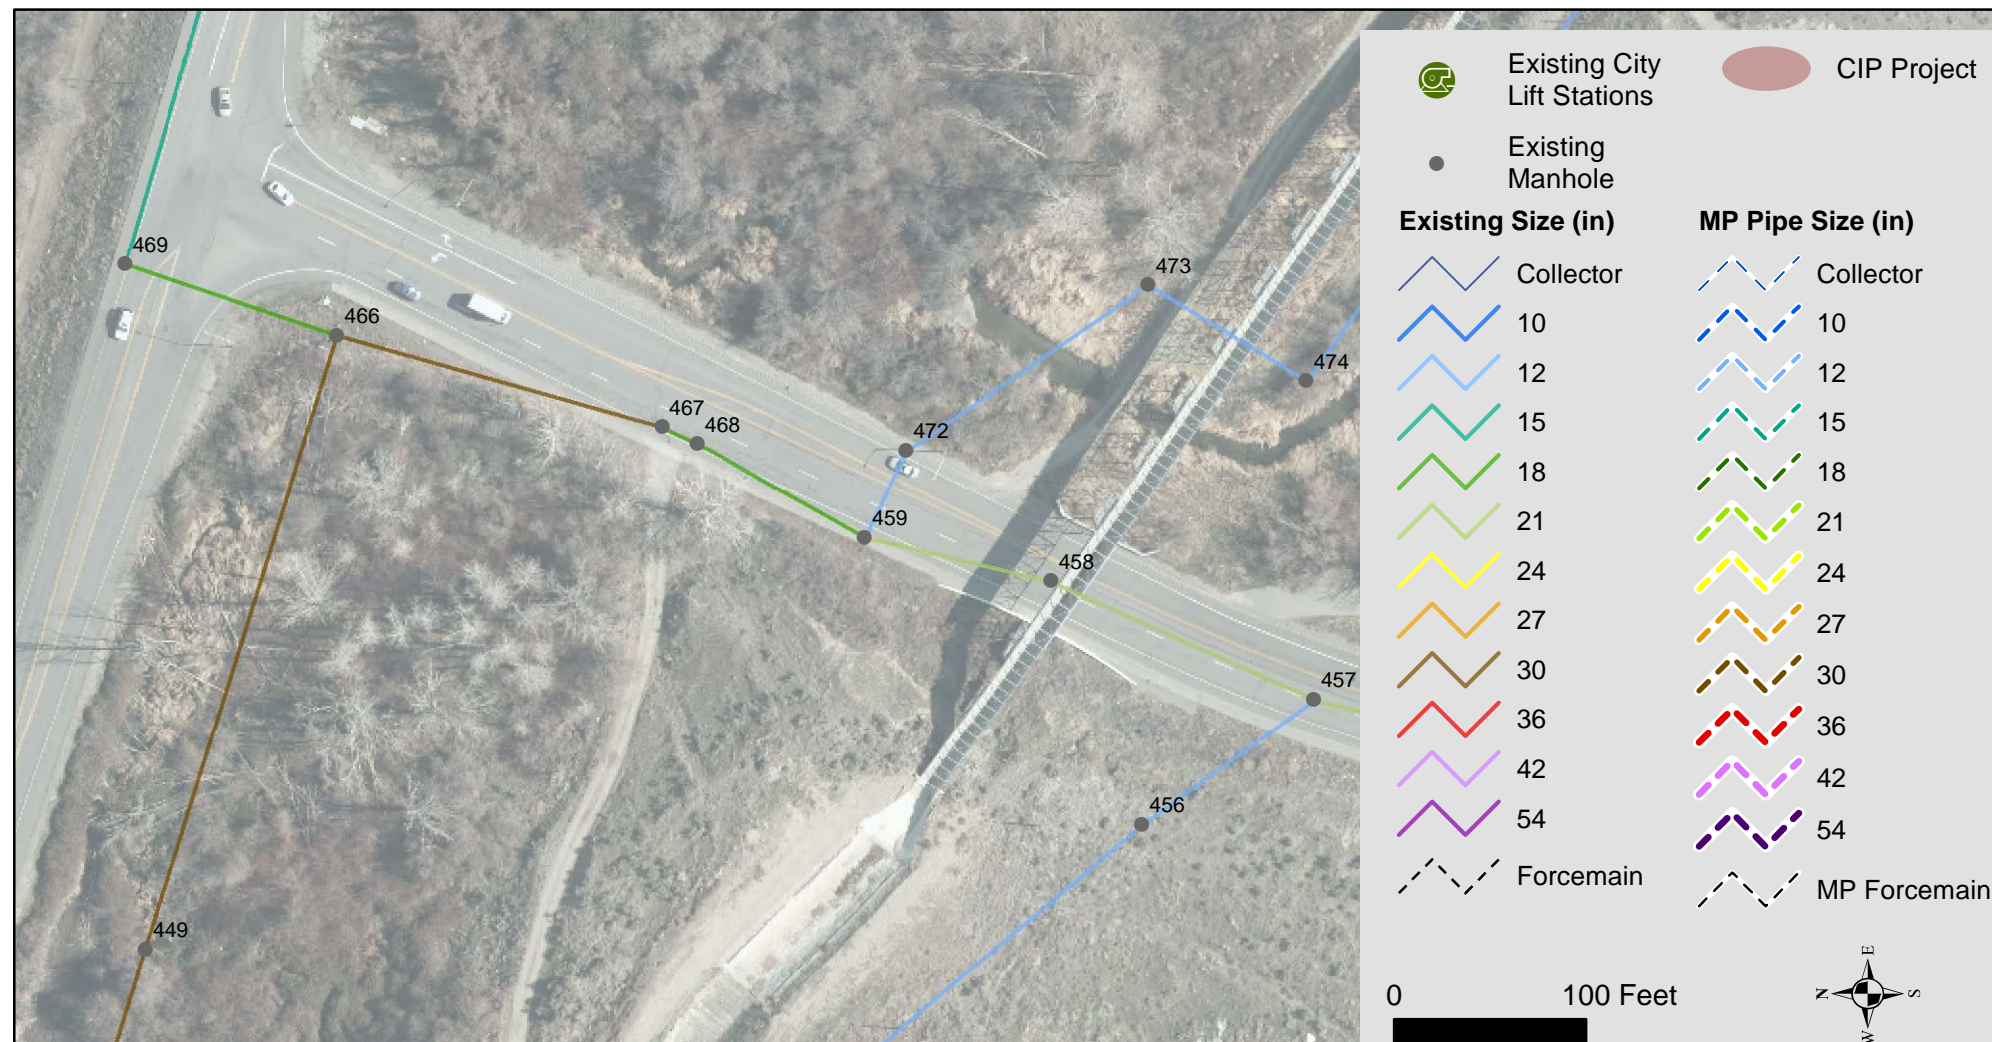 469
466
467
468
472
473
474
459
458
457
456
449
Existing City
Lift Stations
CIP Project
Existing
Manhole
Existing Size (in)
Collector
10
12
15
18
21
24
27
30
36
42
54
Forcemain
MP Pipe Size (in)
Collector
10
12
15
18
21
24
27
30
36
42
54
MP Forcemain
0
100 Feet
E
N
S
W